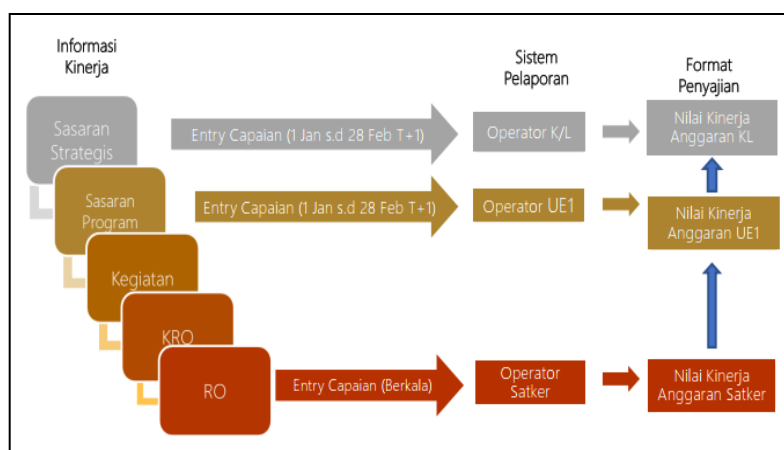 Informasi
Kinerja
Sistem
Pelaporan
Format
Penyajian
Sasaran
Strategis
Entry Capaian (1 Jan s.d 28 Feb T+1)
Operator K/L
Nilai Kinerja
Anggaran KL
Sasaran
Program
Entry Capaian (1 Jan s.d 28 Feb T+1)
Operator UE1
Nilai Kinerja
Anggaran UE1
Kegiatan
KRO
RO
Entry Capaian (Berkala)
Operator
Satker
Nilai Kinerja
Anggaran Satker